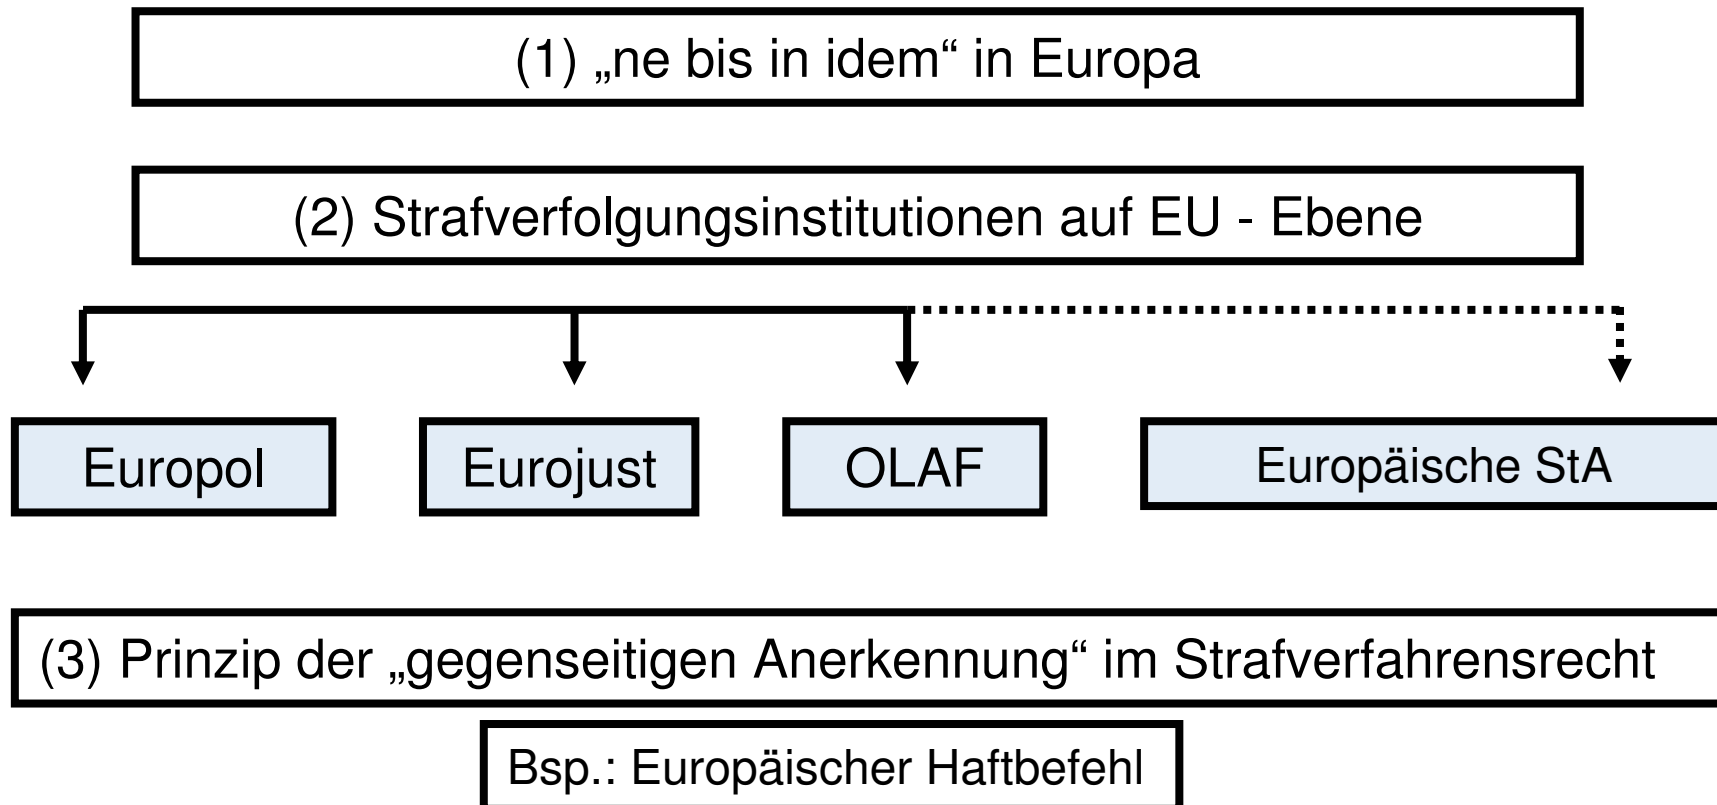 (1) „ne bis in idem“ in Europa
(2) Strafverfolgungsinstitutionen auf EU - Ebene
Europol
Eurojust
OLAF
Europäische StA
(3) Prinzip der „gegenseitigen Anerkennung“ im Strafverfahrensrecht
Bsp.: Europäischer Haftbefehl